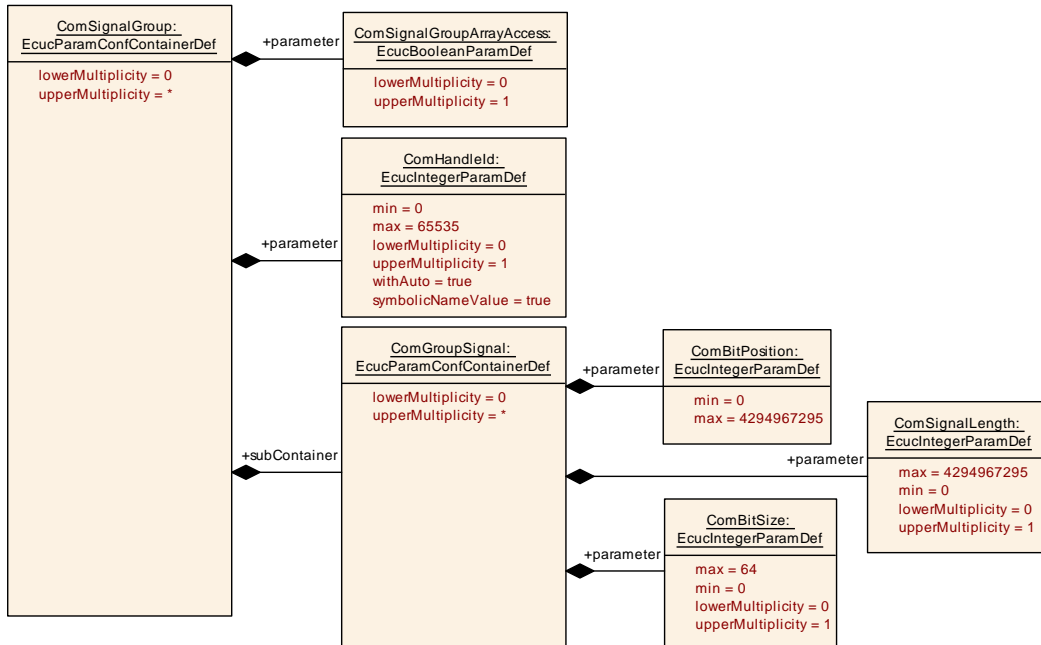 ComSignalGroup:
EcucParamConfContainerDef
lowerMultiplicity = 0
upperMultiplicity = *
+parameter
ComSignalGroupArrayAccess:
EcucBooleanParamDef
lowerMultiplicity = 0
upperMultiplicity = 1
+parameter
ComHandleId:
EcucIntegerParamDef
min = 0
max = 65535
lowerMultiplicity = 0
upperMultiplicity = 1
withAuto = true
symbolicNameValue = true
+subContainer
ComGroupSignal:
EcucParamConfContainerDef
lowerMultiplicity = 0
upperMultiplicity = *
+parameter
ComBitPosition:
EcucIntegerParamDef
min = 0
max = 4294967295
+parameter
ComSignalLength:
EcucIntegerParamDef
max = 4294967295
min = 0
lowerMultiplicity = 0
upperMultiplicity = 1
+parameter
ComBitSize:
EcucIntegerParamDef
max = 64
min = 0
lowerMultiplicity = 0
upperMultiplicity = 1